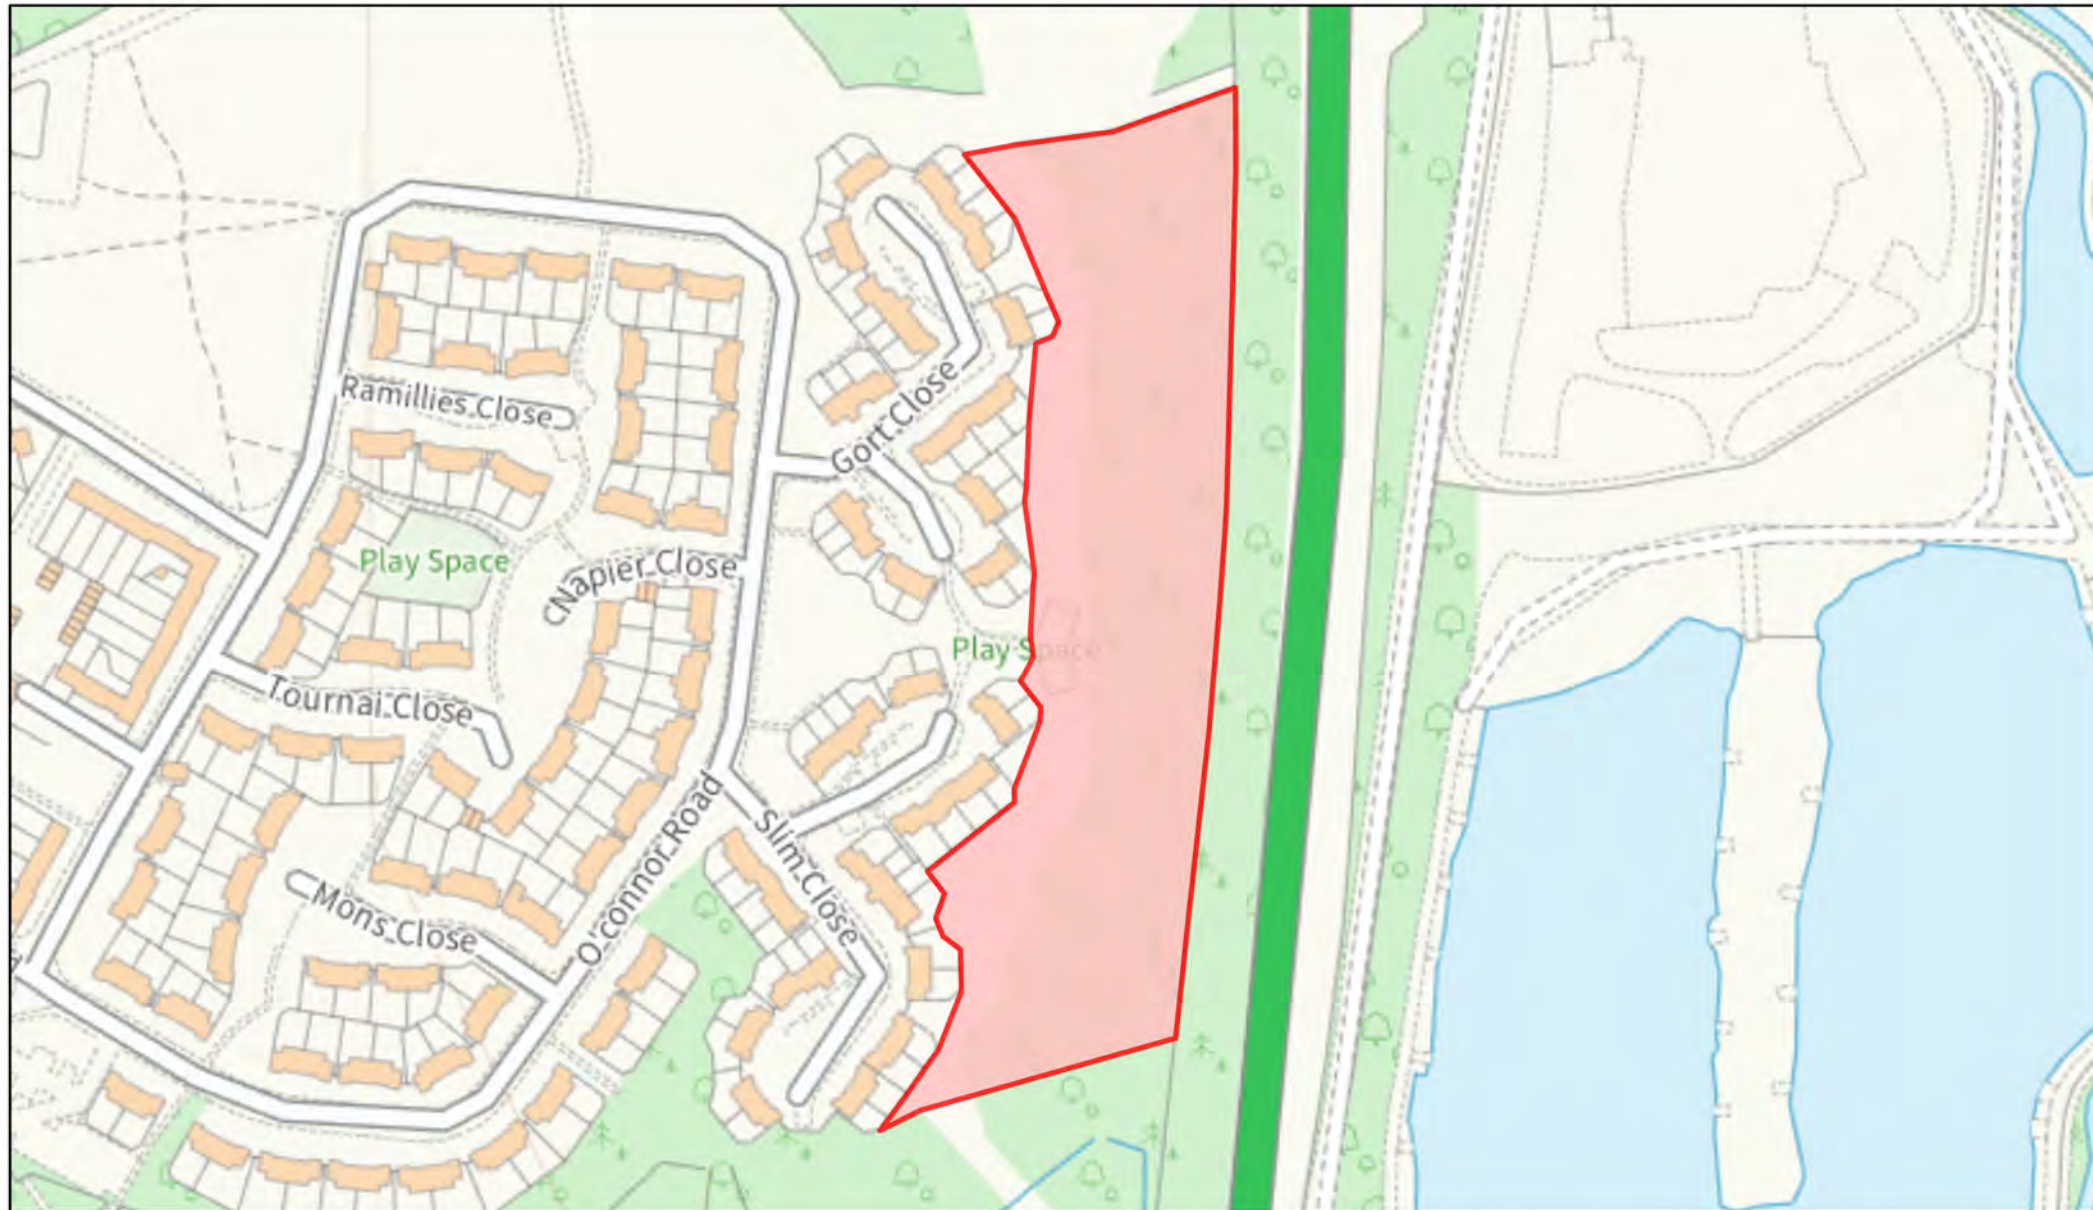 Ramillies Close
Gort Close
Play Space
Napier Close
Play Space
Tournai Close
O'connor Road
Slim Close
Mons Close